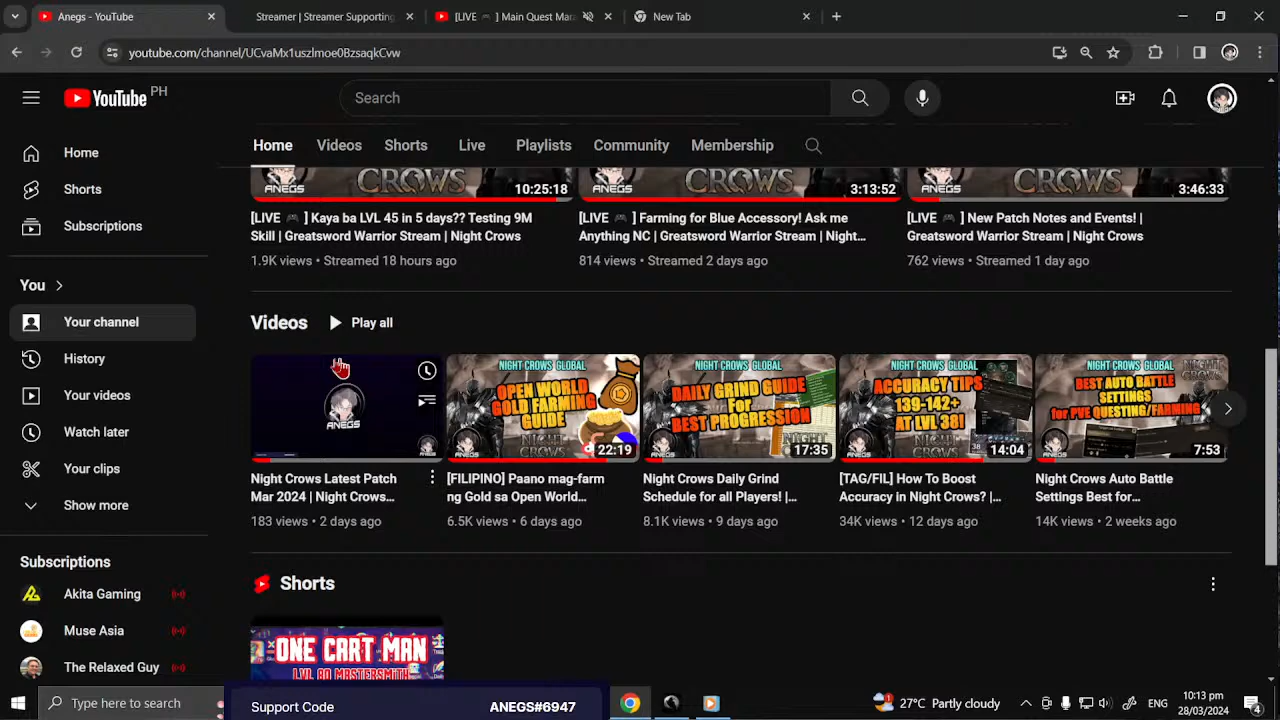 Anegs - YouTube
Streamer | Streamer Supporting
[LIVE 🎮 ] Main Quest Mar
New Tab
youtube.com/channel/UCvaMx1uszlmoe0BzsaqkCvw
YouTube PH
Search
Home
Videos
Shorts
Live
Playlists
Community
Membership
Home
Shorts
Subscriptions
You
Your channel
History
Your videos
Watch later
Your clips
Show more
Subscriptions
Akita Gaming
Muse Asia
The Relaxed Guy
ANEGS
CROWS
10:25:18
ANEGS
CROWS
3:13:52
ANEGS
CROWS
3:46:33
[LIVE 🎮 ] Kaya ba LVL 45 in 5 days?? Testing 9M
Skill | Greatsword Warrior Stream | Night Crows
1.9K views • Streamed 18 hours ago
[LIVE 🎮 ] Farming for Blue Accessory! Ask me
Anything NC | Greatsword Warrior Stream | Night...
814 views • Streamed 2 days ago
[LIVE 🎮 ] New Patch Notes and Events! |
Greatsword Warrior Stream | Night Crows
762 views • Streamed 1 day ago
Videos
Play all
ANEGS
Night Crows Latest Patch
Mar 2024 | Night Crows...
183 views • 2 days ago
NIGHT CROWS GLOBAL
OPEN WORLD
GOLD FARMING
GUIDE
ANEGS
NIGHT
22:19
[FILIPINO] Paano mag-farm
ng Gold sa Open World...
6.5K views • 6 days ago
NIGHT CROWS GLOBAL
DAILY GRIND GUIDE
For
BEST PROGRESSION
ANEGS
NIGHT
17:35
Night Crows Daily Grind
Schedule for all Players! |...
8.1K views • 9 days ago
NIGHT CROWS GLOBAL
ACCURACY TIPS
139-142+
AT LVL 38!
ANEGS
NIGHT
38
14:04
[TAG/FIL] How To Boost
Accuracy in Night Crows? |...
34K views • 12 days ago
NIGHT CROWS GLOBAL
BEST AUTO BATTLE
SETTINGS
for PVE QUESTING/FARMING
NIGHT
CROWS
ANEGS
7:53
Night Crows Auto Battle
Settings Best for...
14K views • 2 weeks ago
Shorts
ONE CART MAN
LVL 80 MASTERSMITH
Type here to search
Support Code
ANEGS#6947
1
27°C Partly cloudy
ENG
10:13 pm
28/03/2024
4